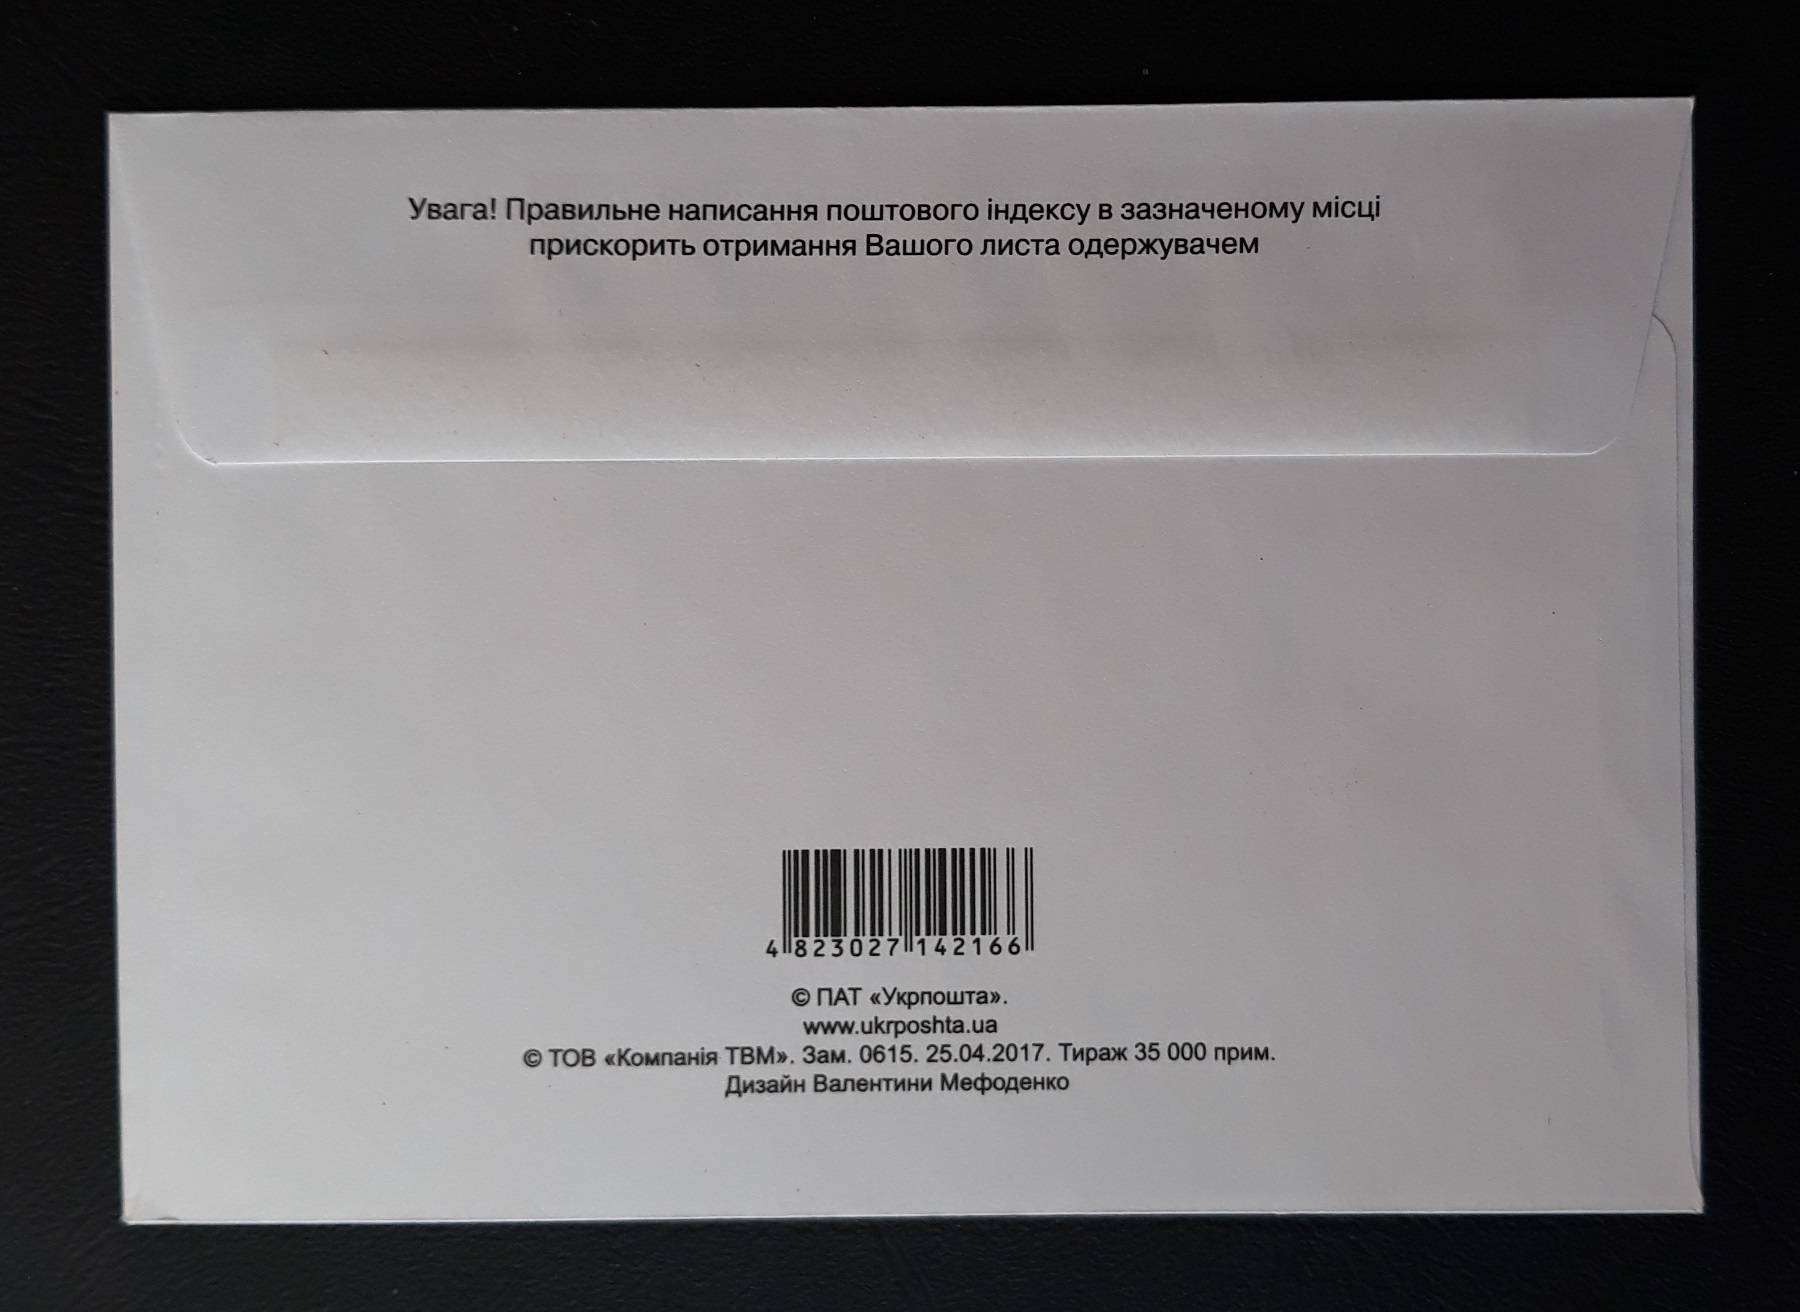 Увага! Правильне написання поштового індексу в зазначеному місці
прискорить отримання Вашого листа одержувачем
4 823027 142166
© ПАТ «Укрпошта».
www.ukrposhta.ua
© ТОВ «Компанія ТВМ». Зам. 0615. 25.04.2017. Тираж 35 000 прим.
Дизайн Валентини Мефоденко